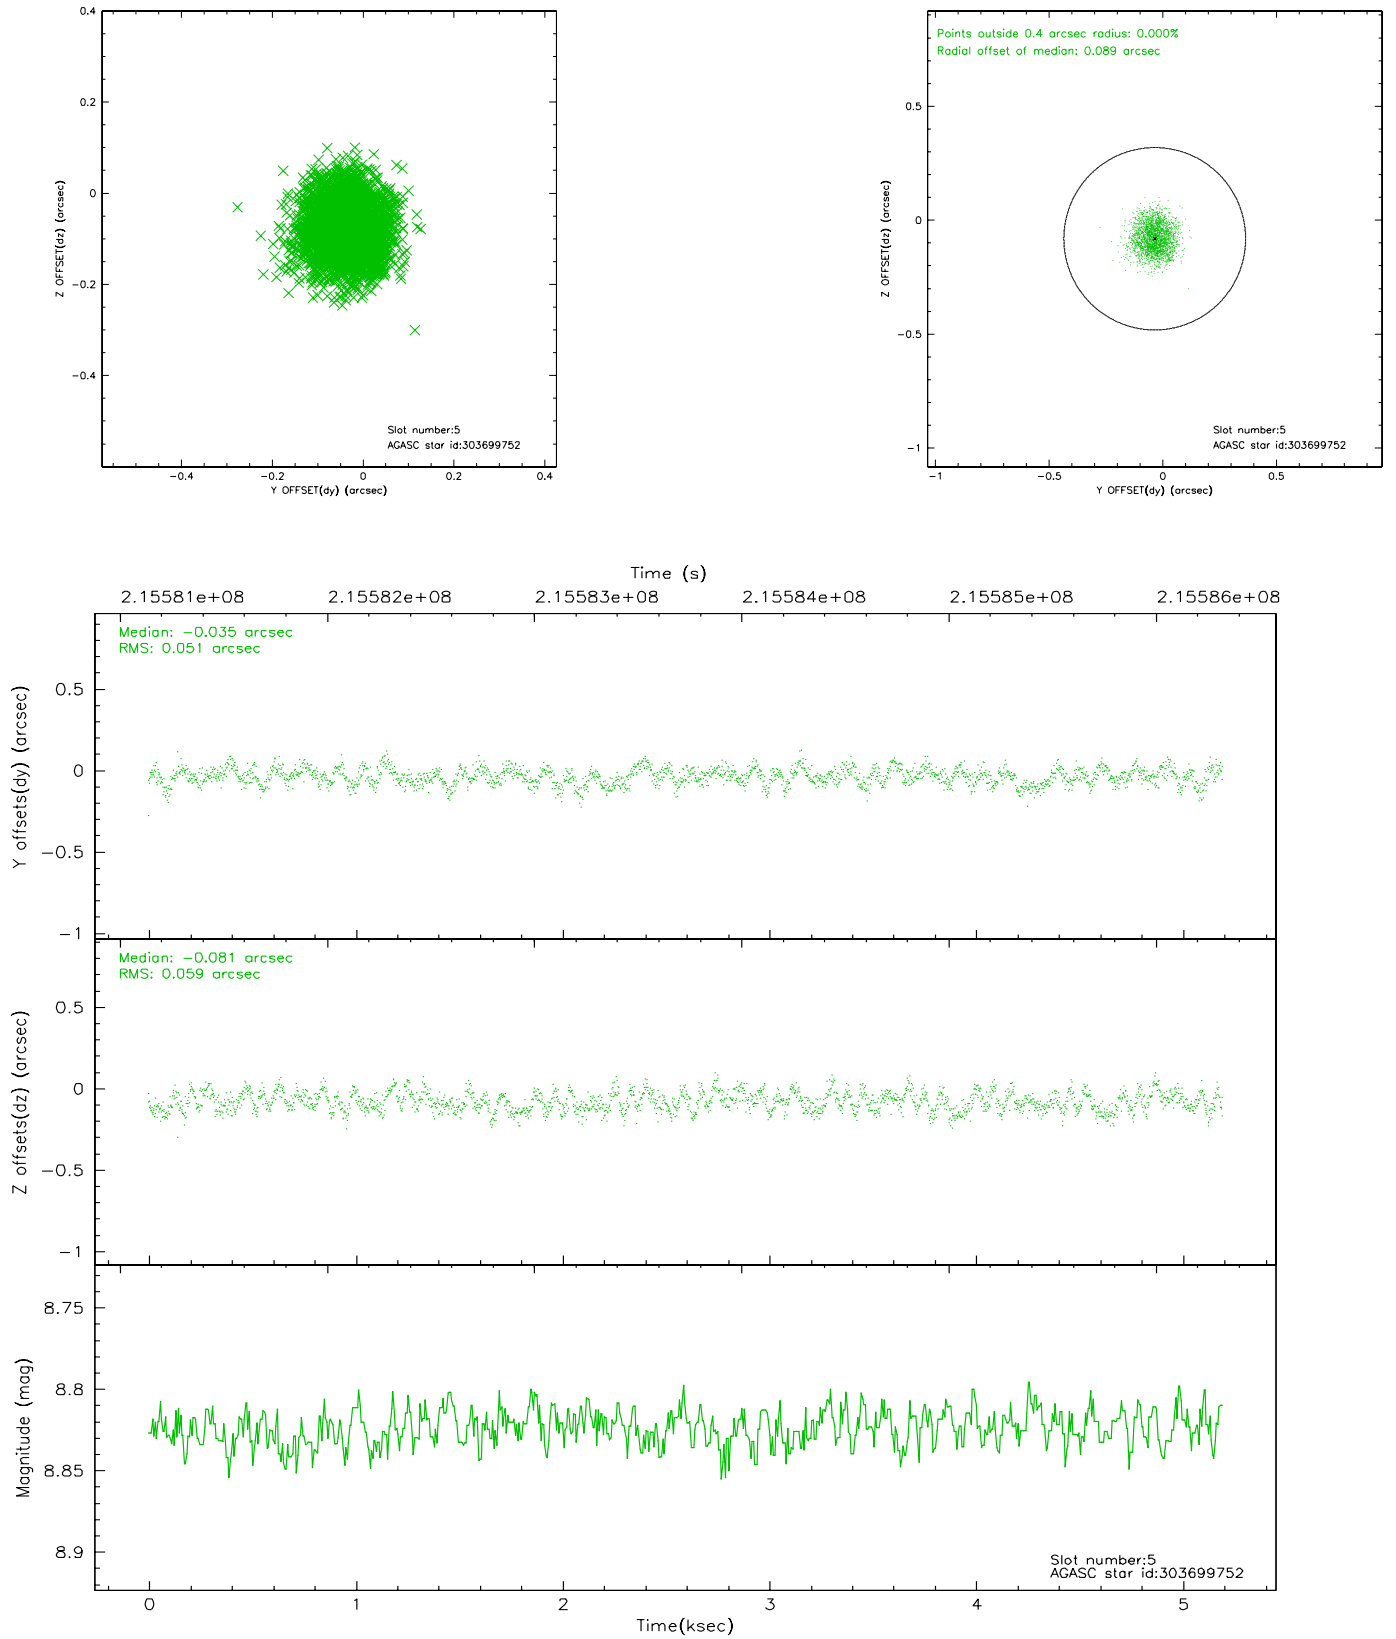 0.4
0.2
0
−0.2
−0.4
Z OFFSET(dz) (arcsec)
Slot number:5
AGASC star id:303699752
−0.4 −0.2 0 0.2 0.4
Y OFFSET(dy) (arcsec)
Points outside 0.4 arcsec radius: 0.000%
Radial offset of median: 0.089 arcsec
0.5
0
−0.5
−1
Z OFFSET(dz) (arcsec)
Slot number:5
AGASC star id:303699752
−1 −0.5 0 0.5
Y OFFSET(dy) (arcsec)
Time (s)
2.15581e+08 2.15582e+08 2.15583e+08 2.15584e+08 2.15585e+08 2.15586e+08
Median: −0.035 arcsec
RMS: 0.051 arcsec
0.5
0
−0.5
−1
Y offsets(dy) (arcsec)
Median: −0.081 arcsec
RMS: 0.059 arcsec
0.5
0
−0.5
−1
Z offsets(dz) (arcsec)
8.75
8.8
8.85
8.9
Magnitude (mag)
Slot number:5
AGASC star id:303699752
0 1 2 3 4 5
Time(ksec)